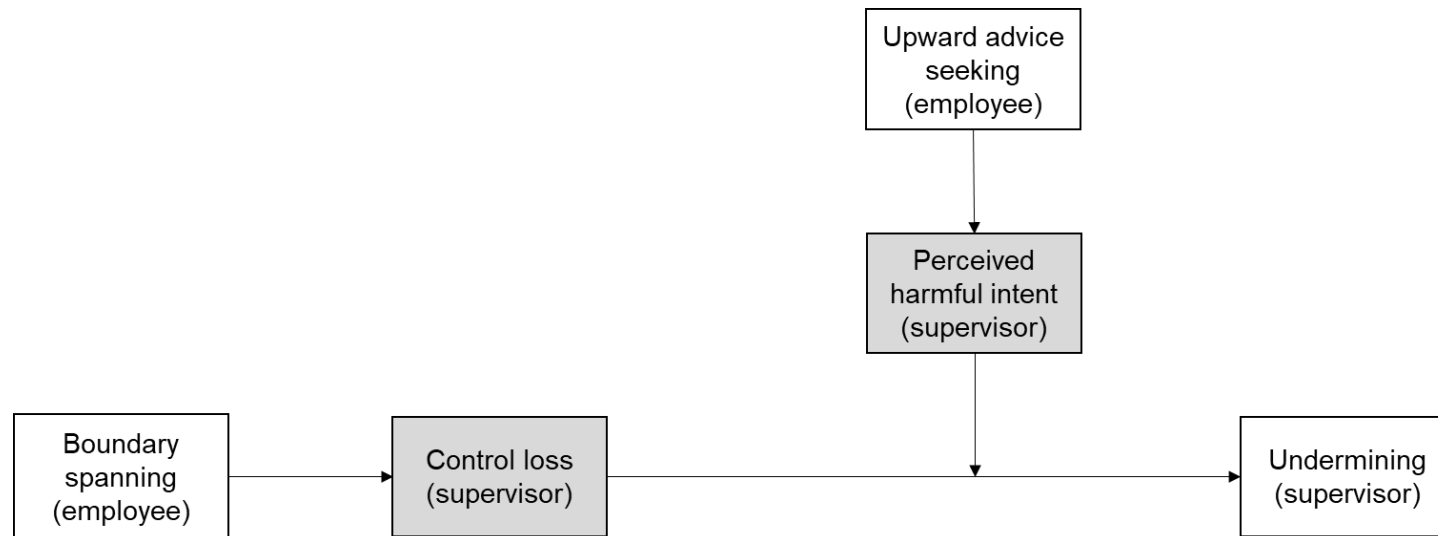 Upward advice
seeking
(employee)
Perceived
harmful intent
(supervisor)
Boundary
spanning
(employee)
Control loss
(supervisor)
Undermining
(supervisor)